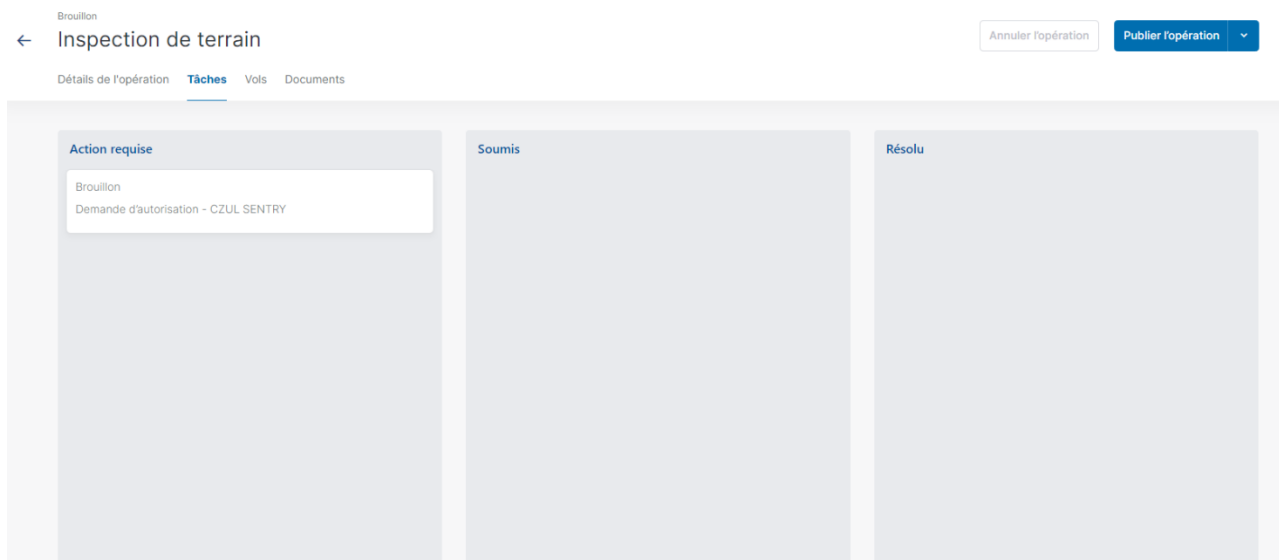 Brouillon
Inspection de terrain
Annuler l'opération
Publier l'opération
Détails de l'opération Tâches Vols Documents
Action requise
Soumis
Résolu
Brouillon
Demande d'autorisation - CZUL SENTRY